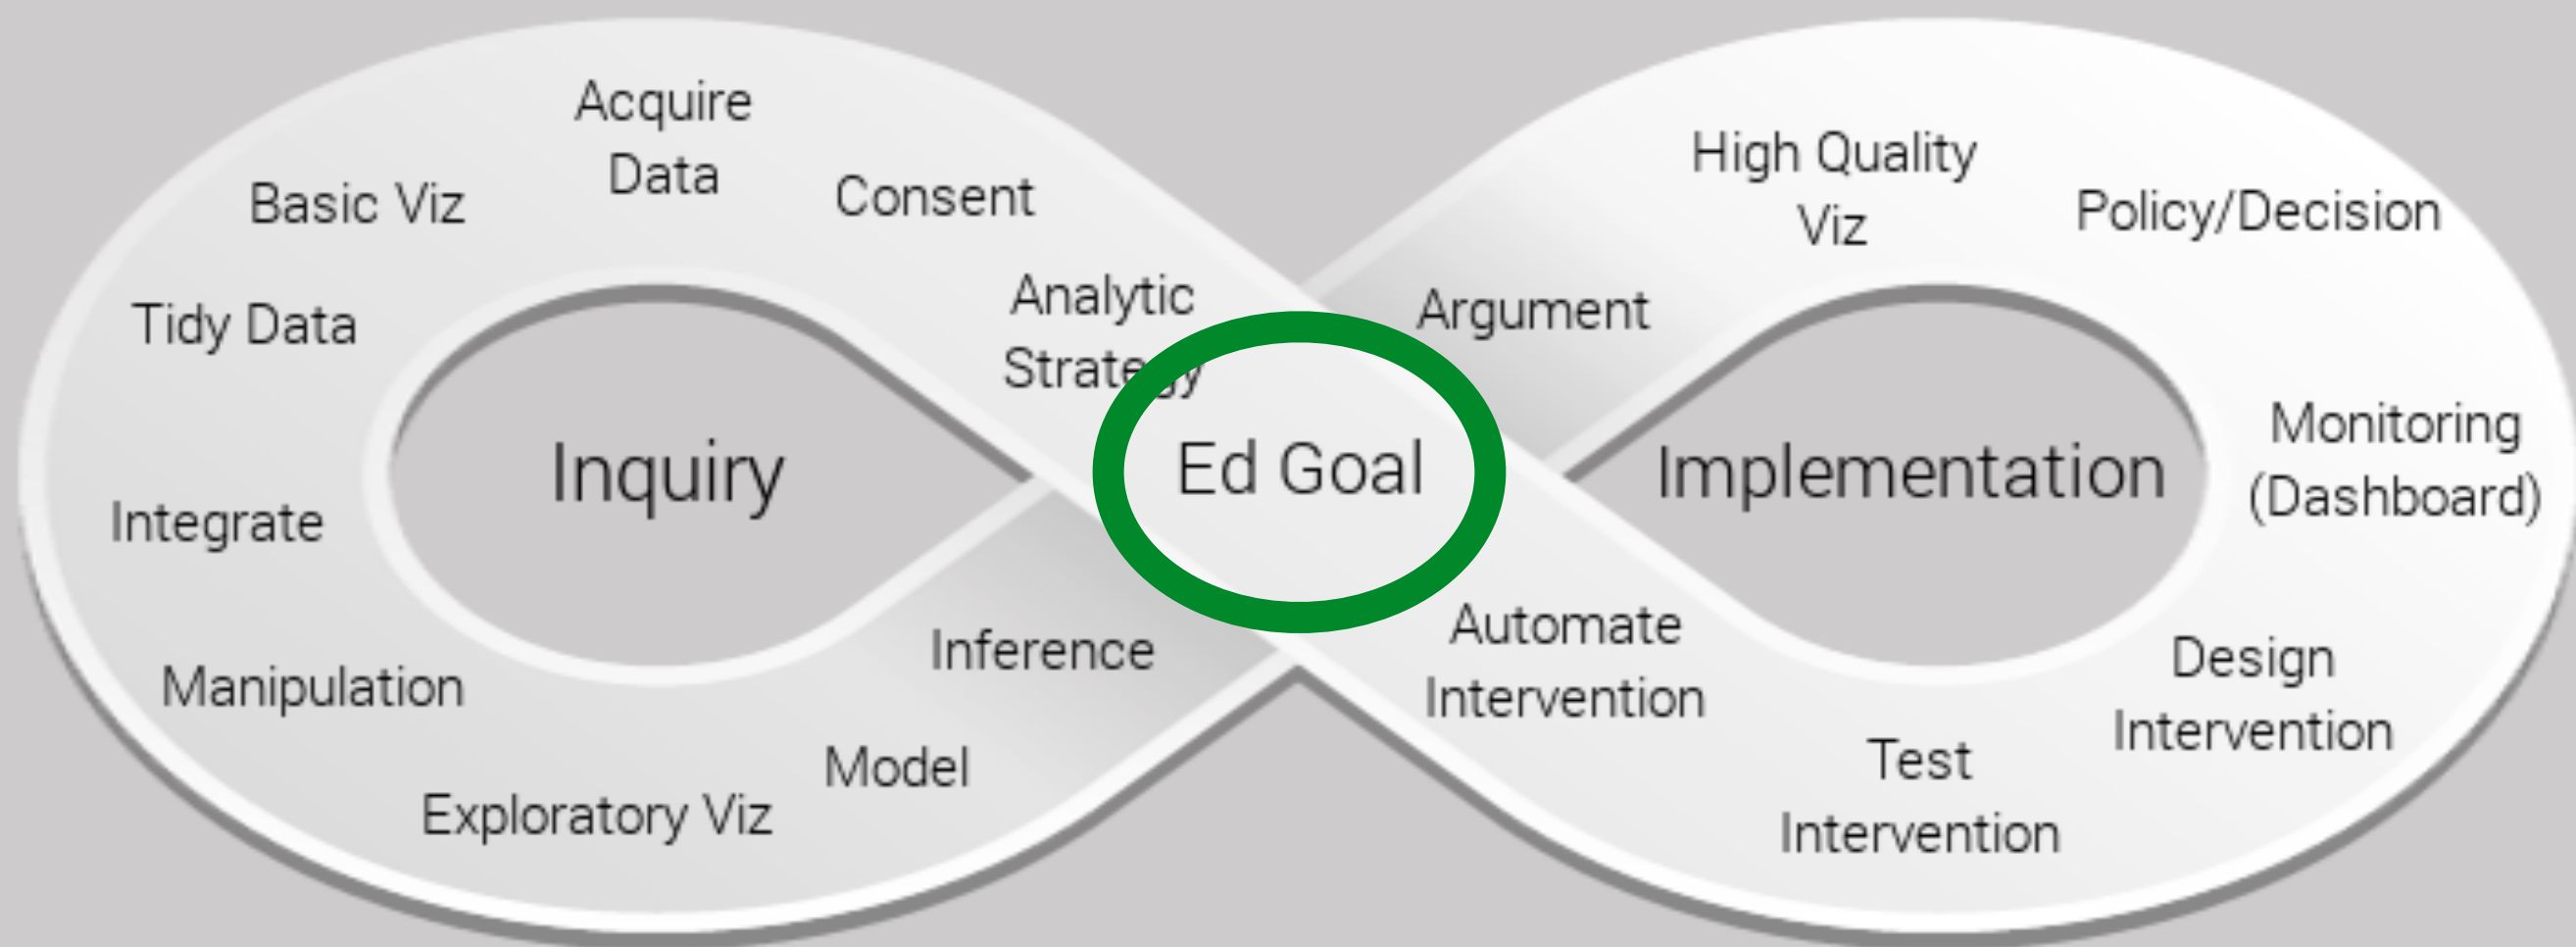 Acquire
Data
Consent
Basic Viz
Tidy Data
Integrate
Manipulation
Exploratory Viz
Model
Inference
Inquiry
Analytic
Strategy
Ed Goal
Argument
High Quality
Viz
Policy/Decision
Monitoring
(Dashboard)
Design
Intervention
Test
Intervention
Automate
Intervention
Implementation